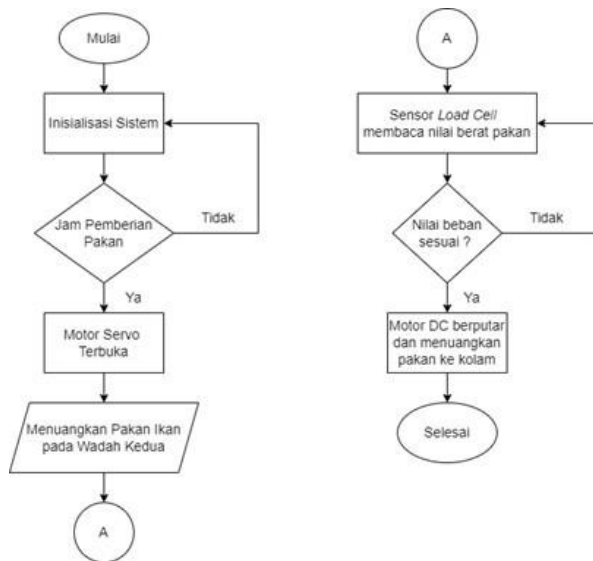 Mulai
Inisialisasi Sistem
Jam Pemberian
Pakan
Tidak
Ya
Motor Servo
Terbuka
Menuangkan Pakan Ikan
pada Wadah Kedua
A
A
Sensor Load Cell
membaca nilai berat pakan
Nilai beban
sesuai ?
Tidak
Ya
Motor DC berputar
dan menuangkan
pakan ke kolam
Selesai